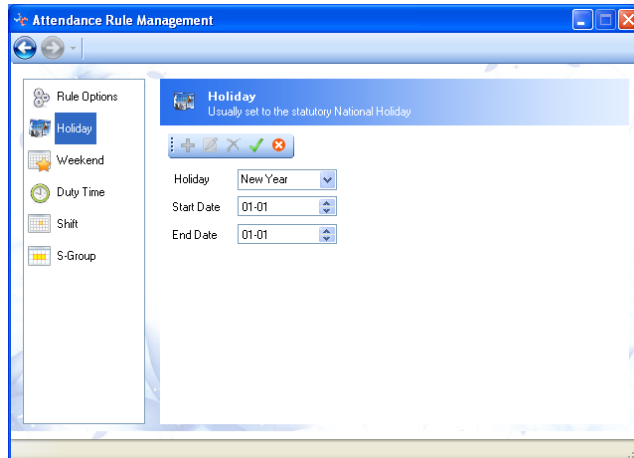 Attendance Rule Management
Rule Options
Holiday
Weekend
Duty Time
Shift
S-Group
Holiday
Usually set to the statutory National Holiday
Holiday New Year
Start Date 01-01
End Date 01-01